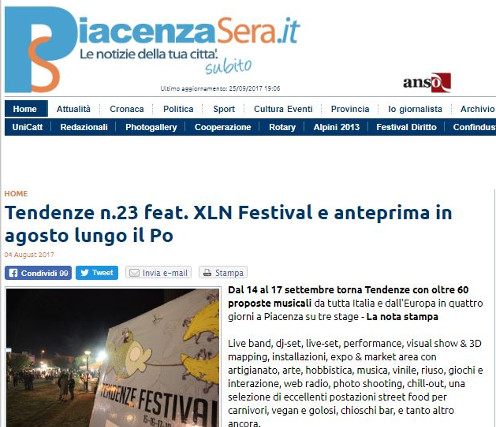 PiacenzaSera.it
Le notizie della tua citta'.
subito
PS
Ultimo aggiornamento: 25/09/2017 19:06
anso
Home Attualità Cronaca Politica Sport Cultura Eventi Provincia Io giornalista Archivio
UniCatt Redazionali Photogallery Cooperazione Rotary Alpini 2013 Festival Diritto Confindus
HOME
Tendenze n.23 feat. XLN Festival e anteprima in
agosto lungo il Po
04 August 2017
Condividi 99 Tweet Invia e-mail Stampa
Dal 14 al 17 settembre torna Tendenze con oltre 60
proposte musicali da tutta Italia e dall'Europa in quattro
giorni a Piacenza su tre stage - La nota stampa
Live band, dj-set, live-set, performance, visual show & 3D
mapping, installazioni, expo & market area con
artigianato, arte, hobbistica, musica, vinile, riuso, giochi e
interazione, web radio, photo shooting, chill-out, una
selezione di eccellenti postazioni street food per
carnivori, vegan e golosi, chioschi bar, e tanto altro
ancora.
TENDENZE FESTIVAL